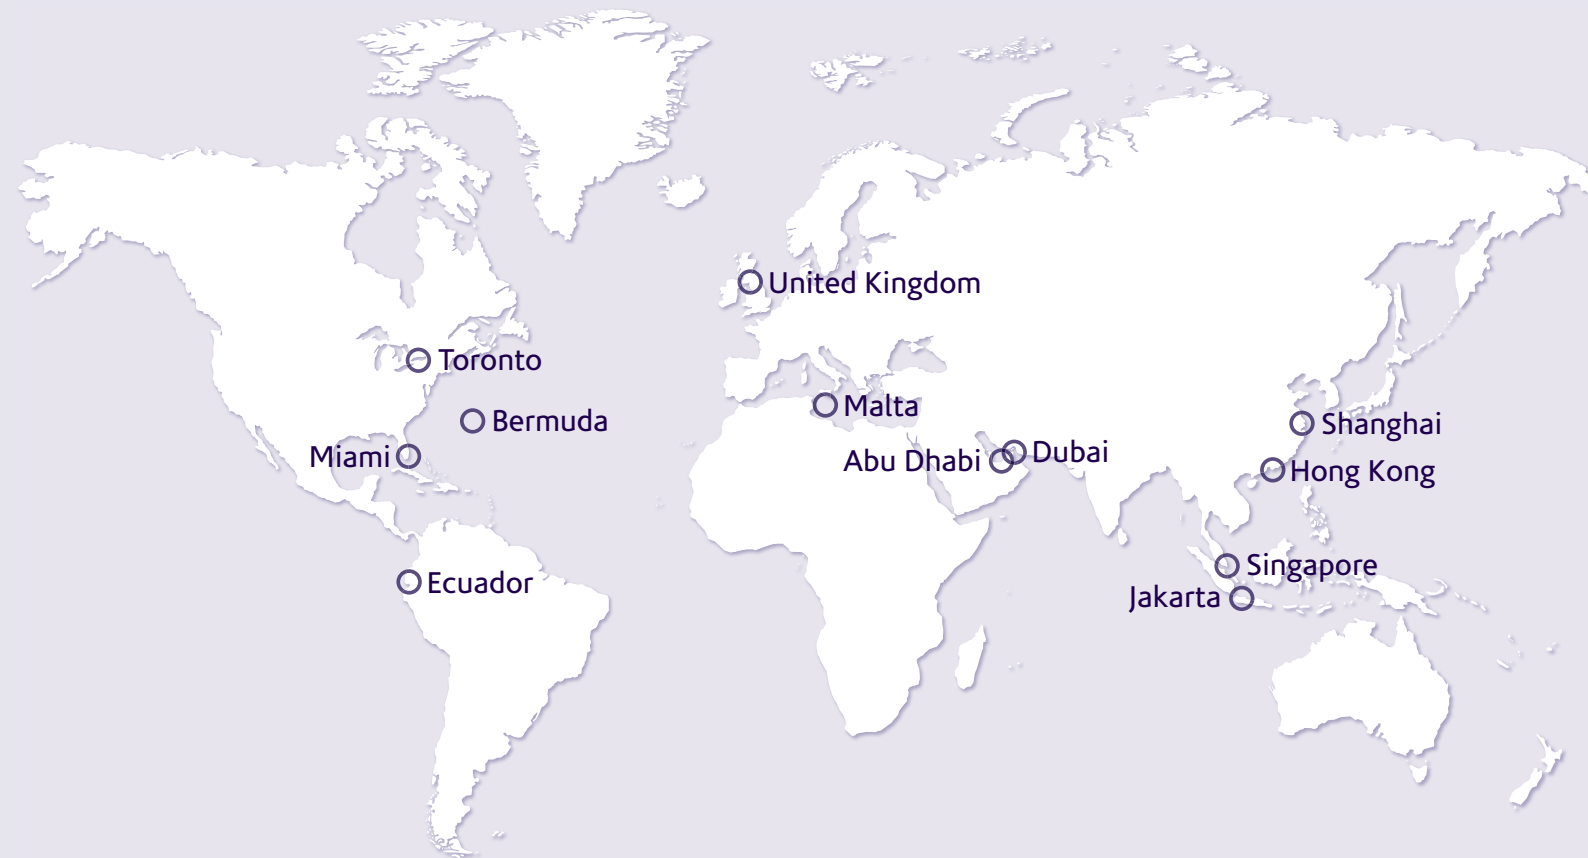 United Kingdom
Toronto
Malta
Bermuda
Shanghai
Miami
Abu Dhabi
Dubai
Hong Kong
Singapore
Ecuador
Jakarta